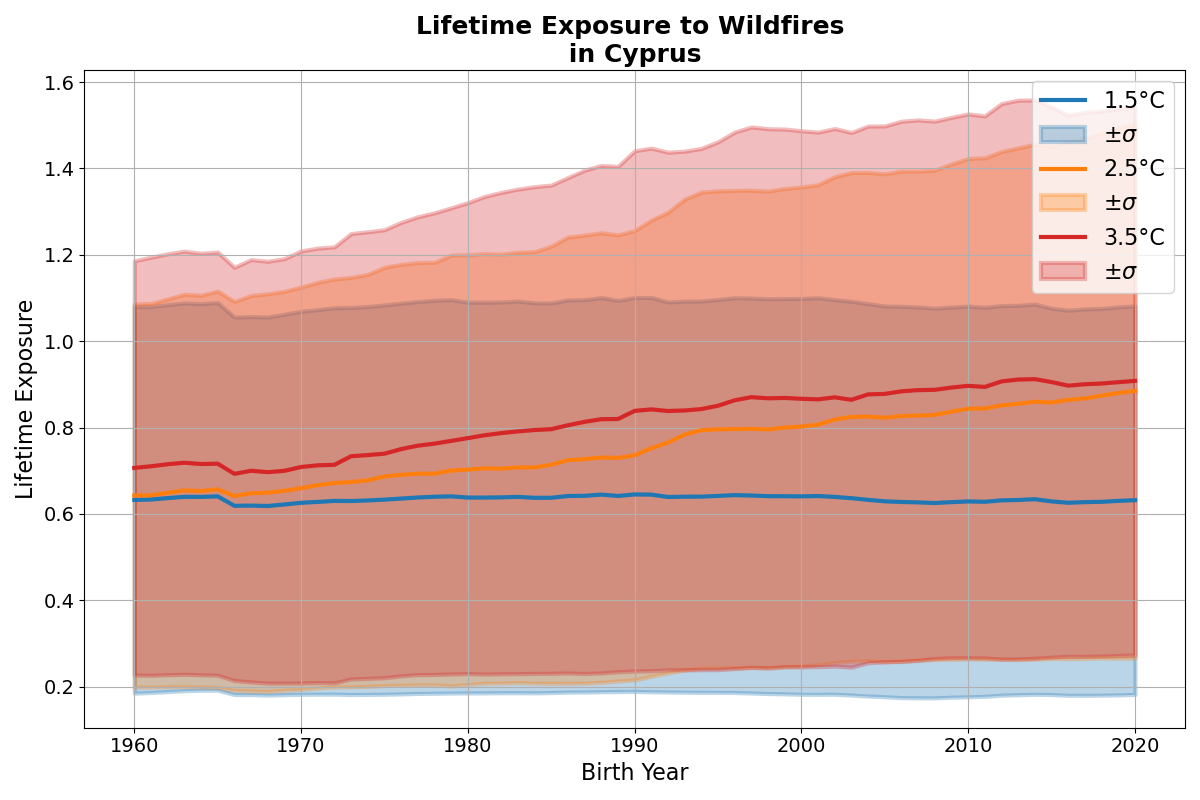 Lifetime Exposure to Wildfires
in Cyprus
Lifetime Exposure
1.6
1.4
1.2
1.0
0.8
0.6
0.4
0.2
1.5°C
±σ
2.5°C
±σ
3.5°C
±σ
1960
1970
1980
1990
2000
2010
2020
Birth Year